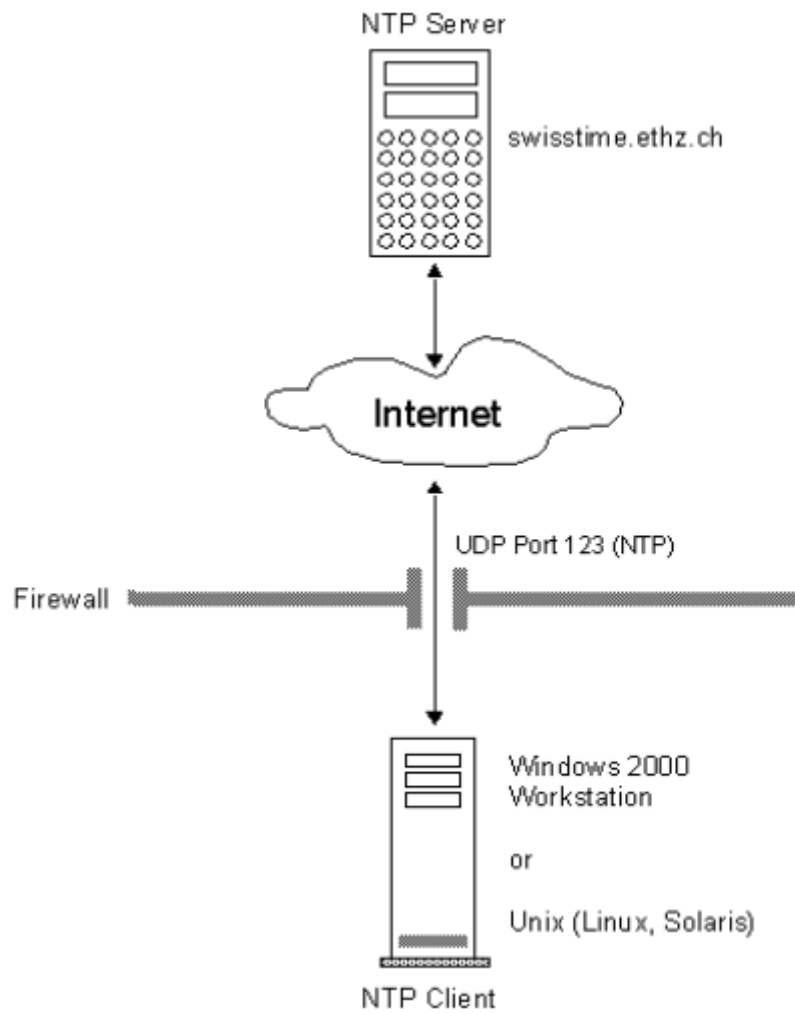 NTP Server
swisstime.ethz.ch
Internet
UDP Port 123 (NTP)
Firewall
Windows 2000
Workstation
or
Unix (Linux, Solaris)
NTP Client